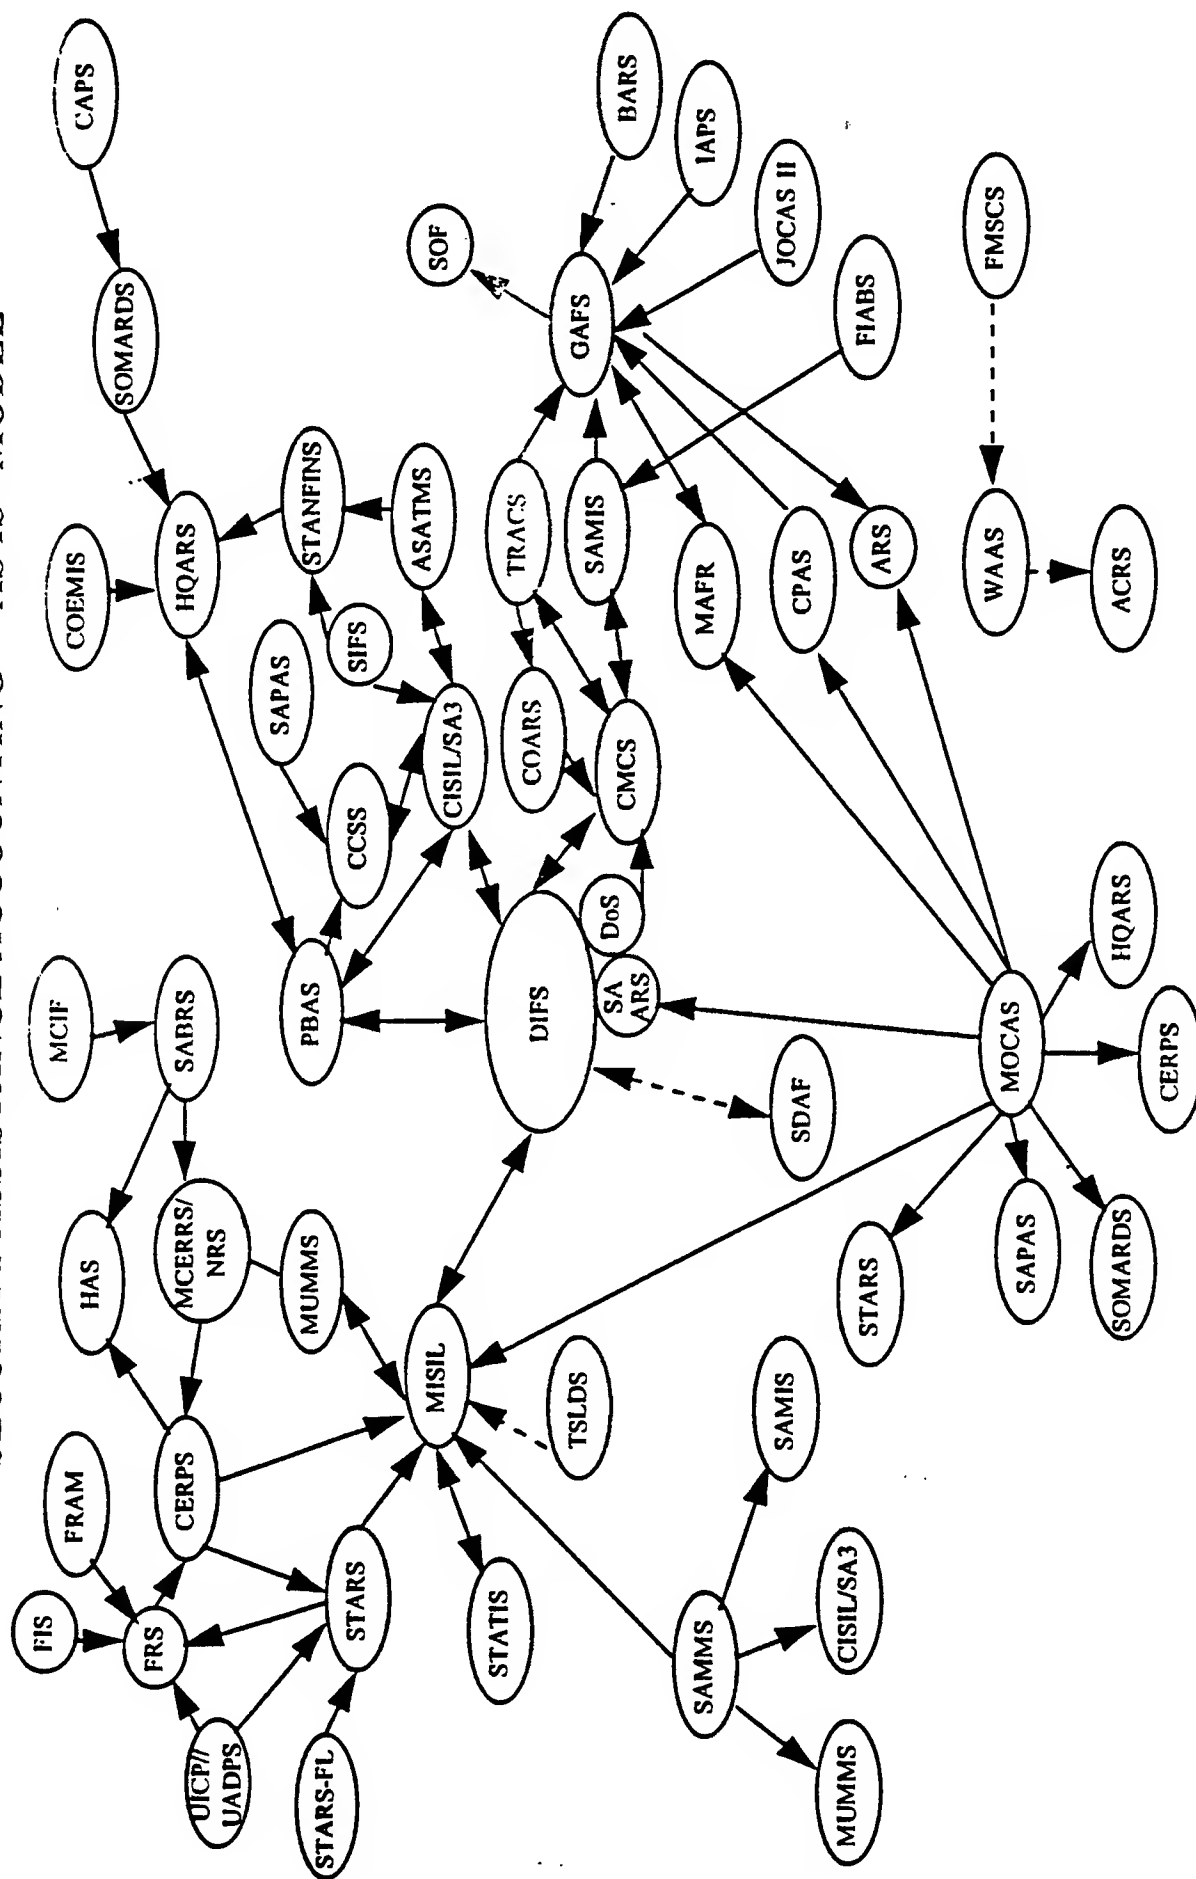 FIS
FRAM
HAS
MCIF
COEMIS
CAPS
FRS
CERPS
MCERRS/
NRS
SABRS
HQARS
SOMARDS
UICP//
UADPS
STARS-FL
STARS
MUMMS
PBAS
CCSS
SAPAS
SIFS
STANFINS
STATIS
MISIL
CISIL/SA3
ASATMS
SOF
DIFS
COARS
TRACS
GAFS
TSLDS
SA
ARS
DoS
CMCS
SAMIS
BARS
SAMMS
MAFR
IAPS
SAMIS
SDAF
CPAS
JOCAS II
MUMMS
CISIL/SA3
STARS
ARS
FIABS
SAPAS
MOCAS
WAAS
FMSCS
SOMARDS
CERPS
HQARS
ACRS